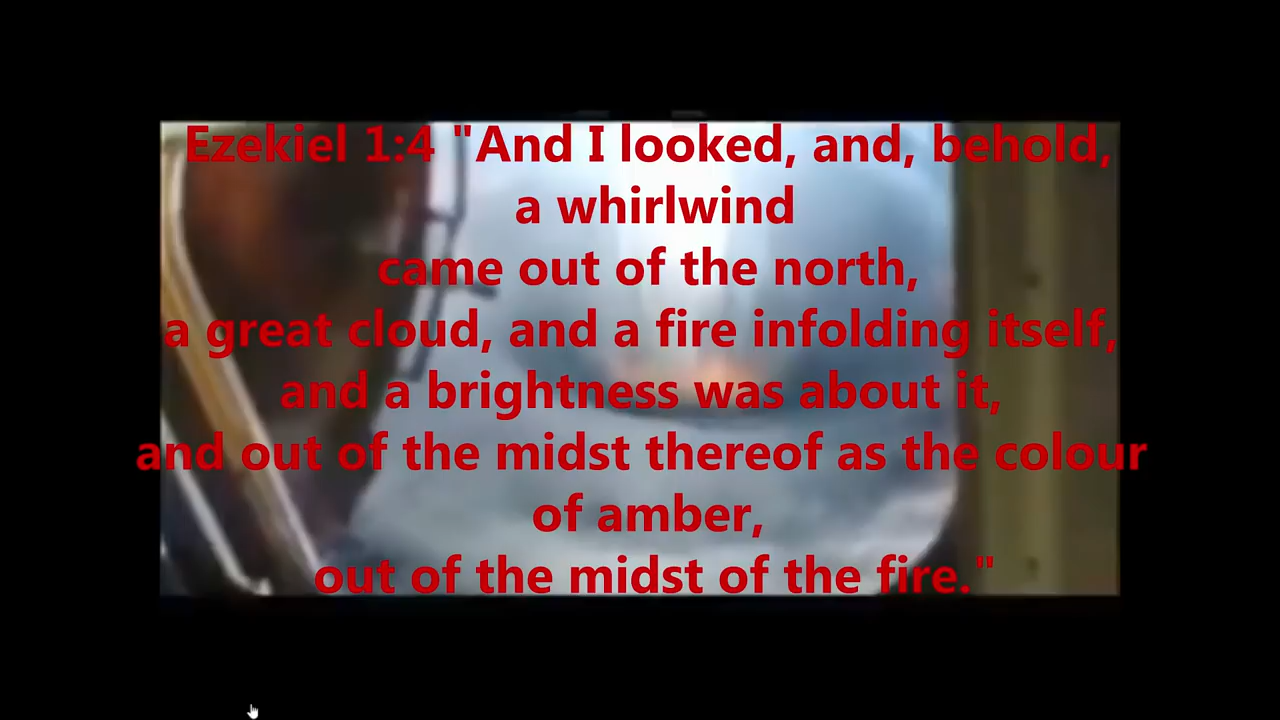 Ezekiel 1:4 "And I looked, and, behold,
a whirlwind
came out of the north,
a great cloud, and a fire infolding itself,
and a brightness was about it,
and out of the midst thereof as the colour
of amber,
out of the midst of the fire."